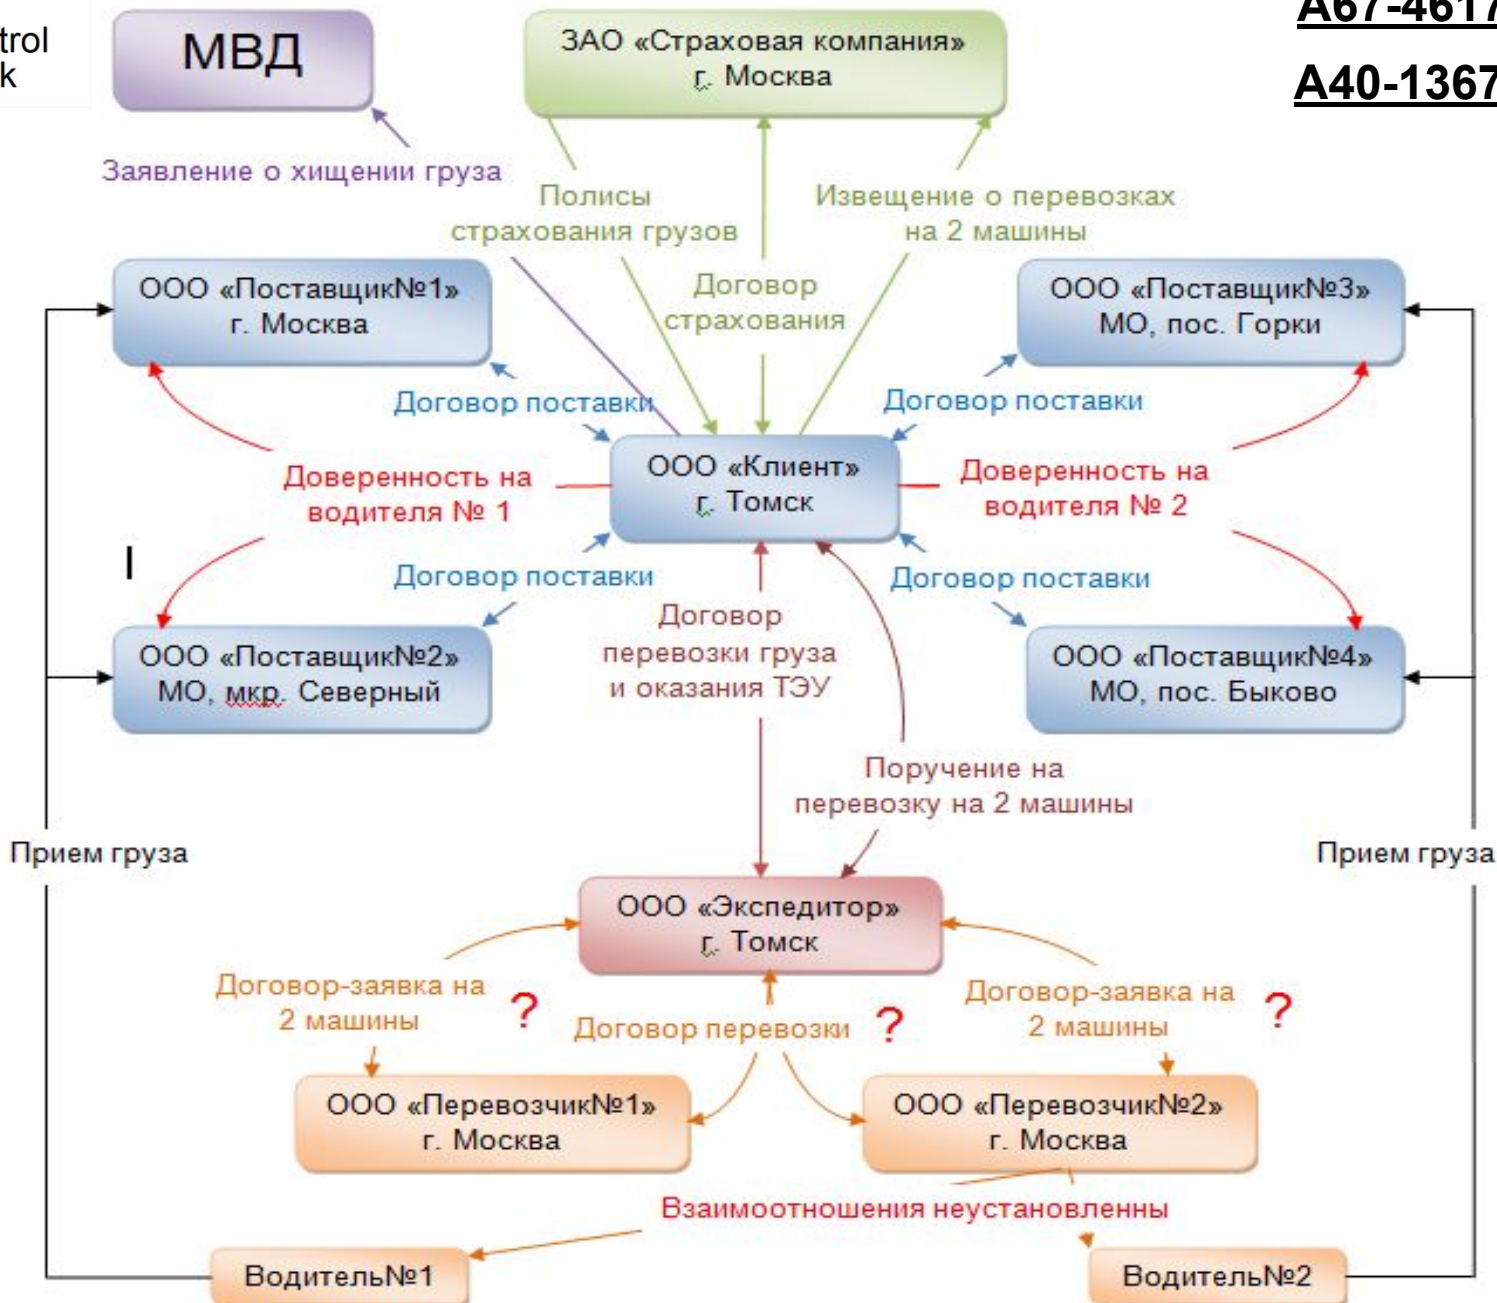 trol
k
МВД
ЗАО «Страховая компания»
г. Москва
А67-4617
А40-1367
Заявление о хищении груза
Полисы
страхования грузов
Извещение о перевозках
на 2 машины
Договор
страхования
ООО «Поставщик№1»
г. Москва
ООО «Поставщик№3»
МО, пос. Горки
Договор поставки
Договор поставки
Доверенность на
водителя № 1
ООО «Клиент»
г. Томск
Доверенность на
водителя № 2
I
Договор поставки
Договор поставки
ООО «Поставщик№2»
МО, мкр. Северный
Договор
перевозки груза
и оказания ТЭУ
ООО «Поставщик№4»
МО, пос. Быково
Поручение на
перевозку на 2 машины
Прием груза
Прием груза
ООО «Экспедитор»
г. Томск
Договор-заявка на
2 машины
?
Договор перевозки
?
Договор-заявка на
2 машины
?
ООО «Перевозчик№1»
г. Москва
ООО «Перевозчик№2»
г. Москва
Взаимоотношения неустановленны
Водитель№1
Водитель№2